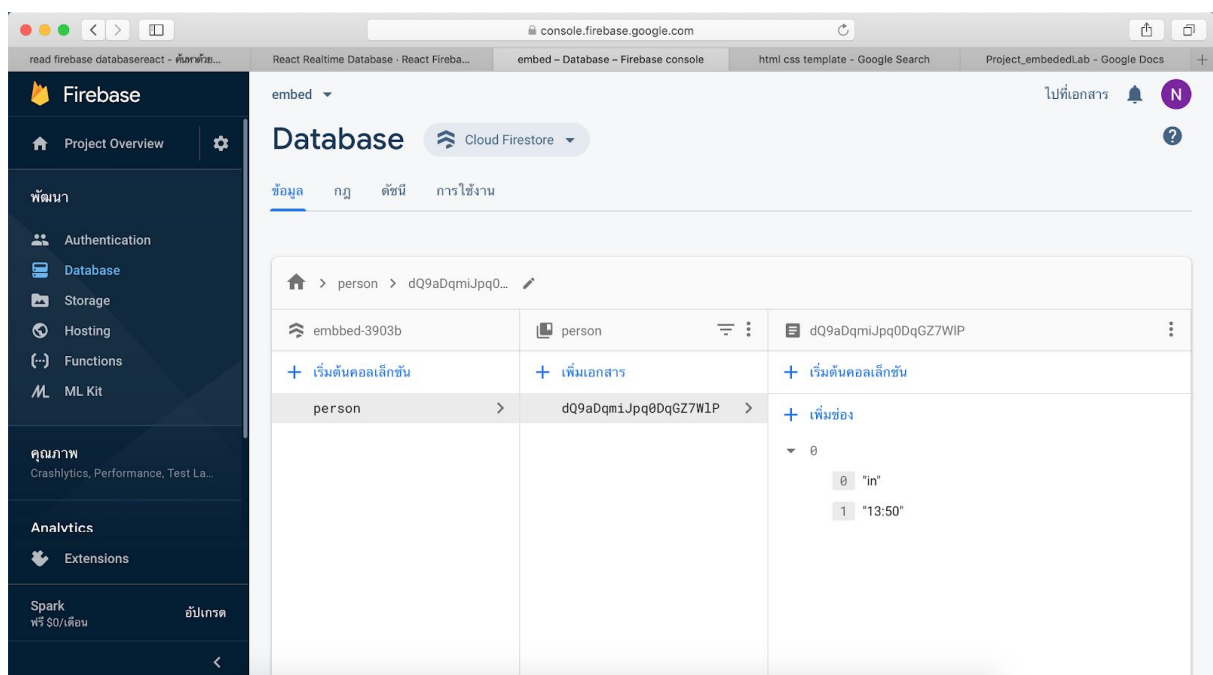 console.firebase.google.com
read firebase databasereact - ค้นหาด้วย...
React Realtime Database - React Fireba...
embed – Database – Firebase console
html css template - Google Search
Project_embededLab - Google Docs
Firebase
embed
ไปที่เอกสาร
N
Project Overview
Database
Cloud Firestore
?
พัฒนา
ข้อมูล
กฎ
ดัชนี
การใช้งาน
Authentication
Database
Storage
Hosting
Functions
ML Kit
person
dQ9aDqmiJpq0...
embbed-3903b
person
dQ9aDqmiJpq0DqGZ7WlP
เริ่มต้นคอลเล็กชัน
เพิ่มเอกสาร
เริ่มต้นคอลเล็กชัน
person
dQ9aDqmiJpq0DqGZ7WlP
เพิ่มช่อง
0
0 "in"
1 "13:50"
คุณภาพ
Crashlytics, Performance, Test La...
Analytics
Extensions
Spark
ฟรี $0/เดือน
อัปเกรด